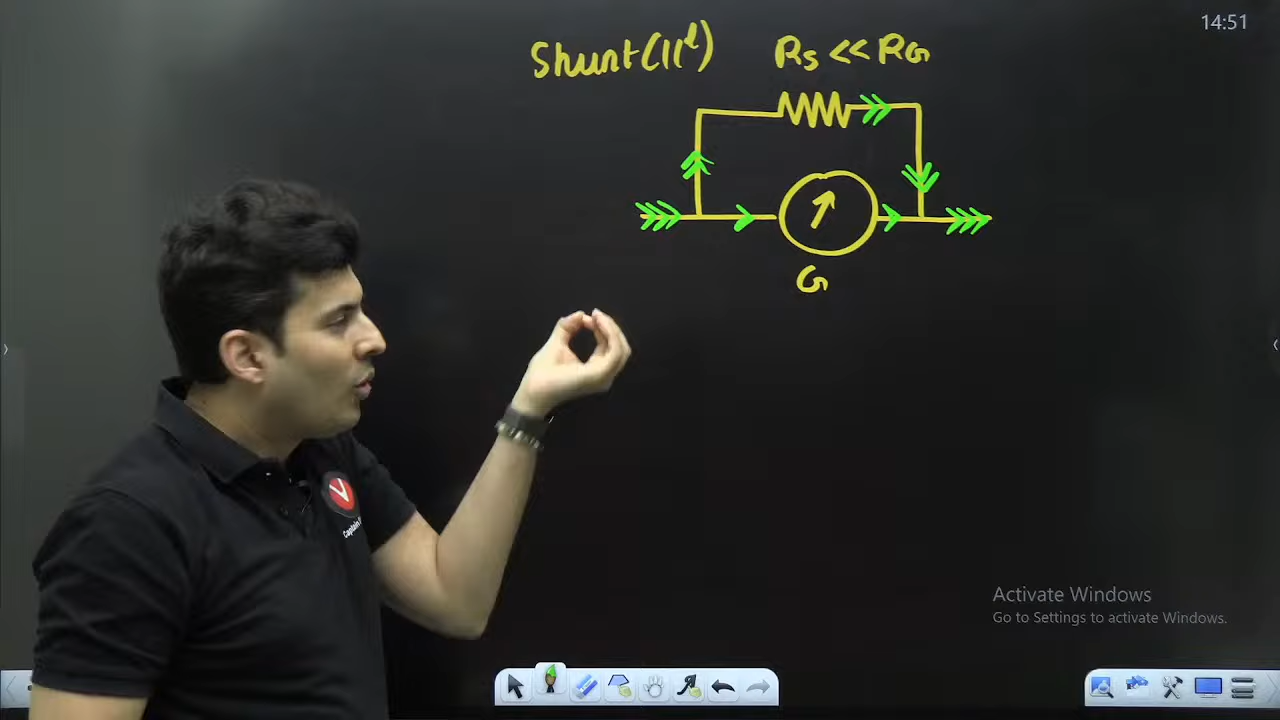 14:51
Shunt(||l) Rs << RG
G
V
Activate Windows
Go to Settings to activate Windows.